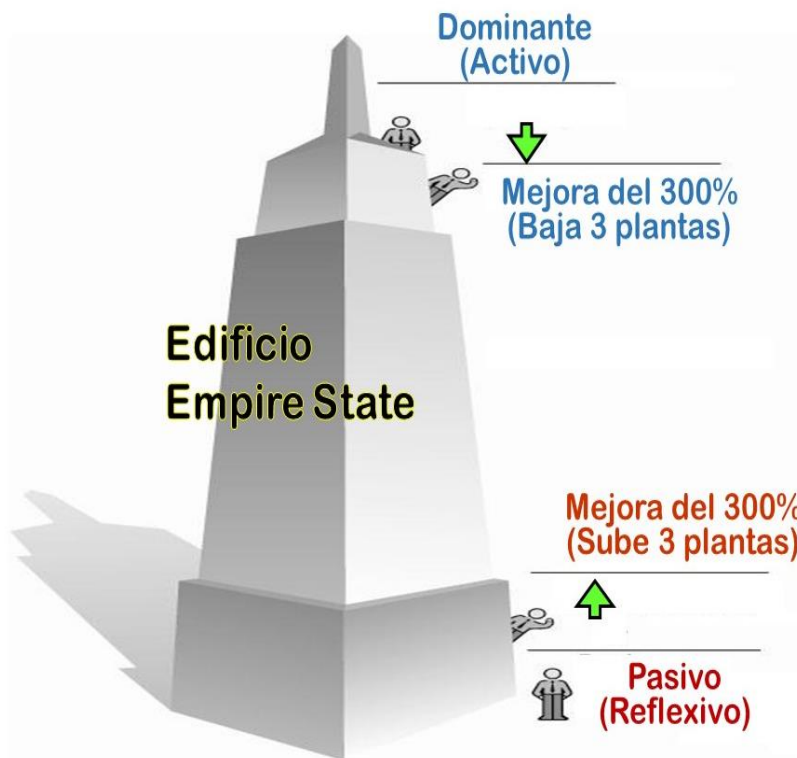 Dominante
(Activo)
Mejora del 300%
(Baja 3 plantas)
Edificio
Empire State
Mejora del 300%
(Sube 3 plantas)
Pasivo
(Reflexivo)